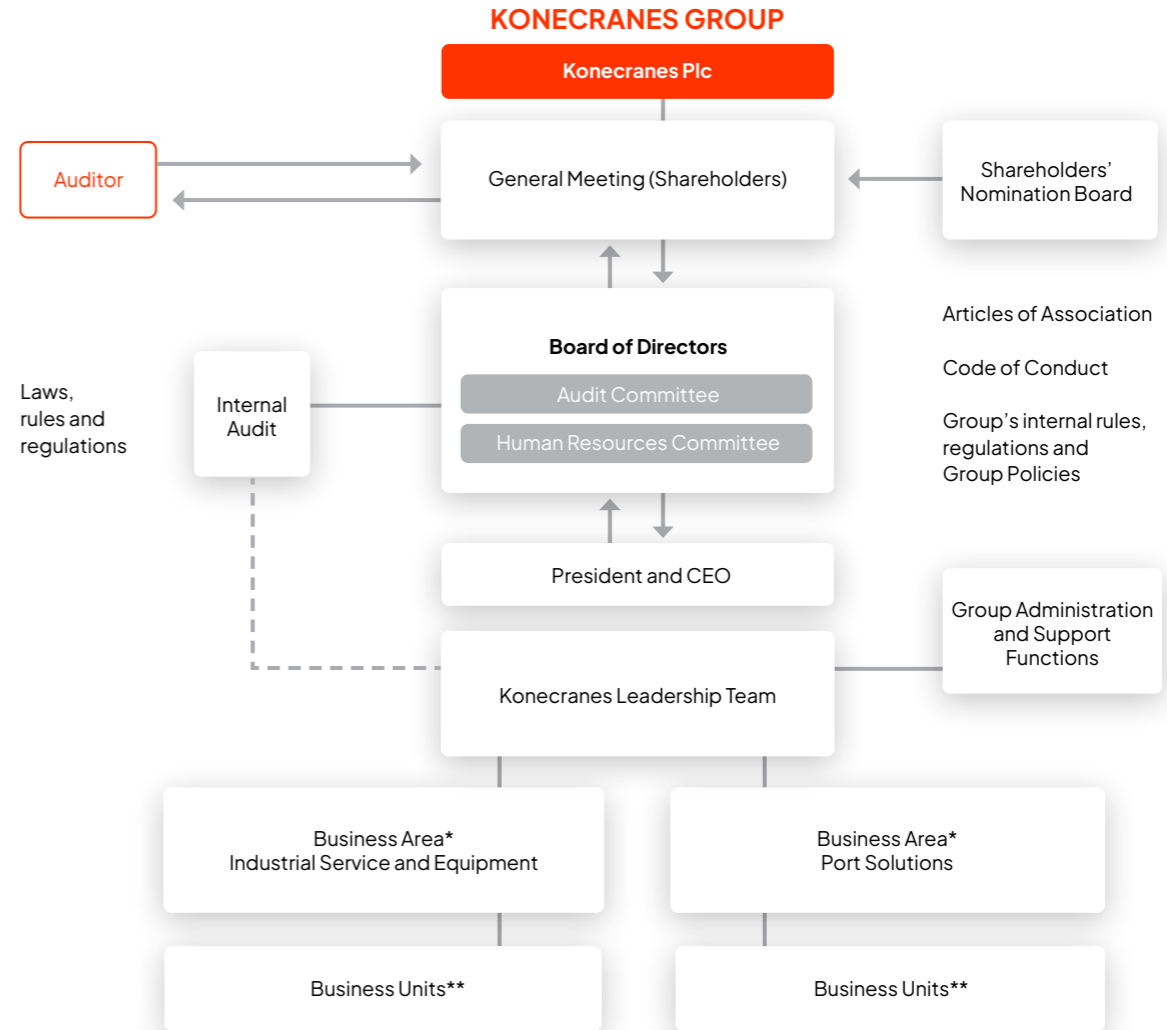 KONECRANES GROUP
Konecranes Plc
Auditor
General Meeting (Shareholders)
Shareholders’
Nomination Board
Articles of Association
Code of Conduct
Group’s internal rules,
regulations and
Group Policies
Laws,
rules and
regulations
Internal
Audit
Board of Directors
Audit Committee
Human Resources Committee
President and CEO
Group Administration
and Support
Functions
Konecranes Leadership Team
Business Area*
Industrial Service and Equipment
Business Area*
Port Solutions
Business Units**
Business Units**